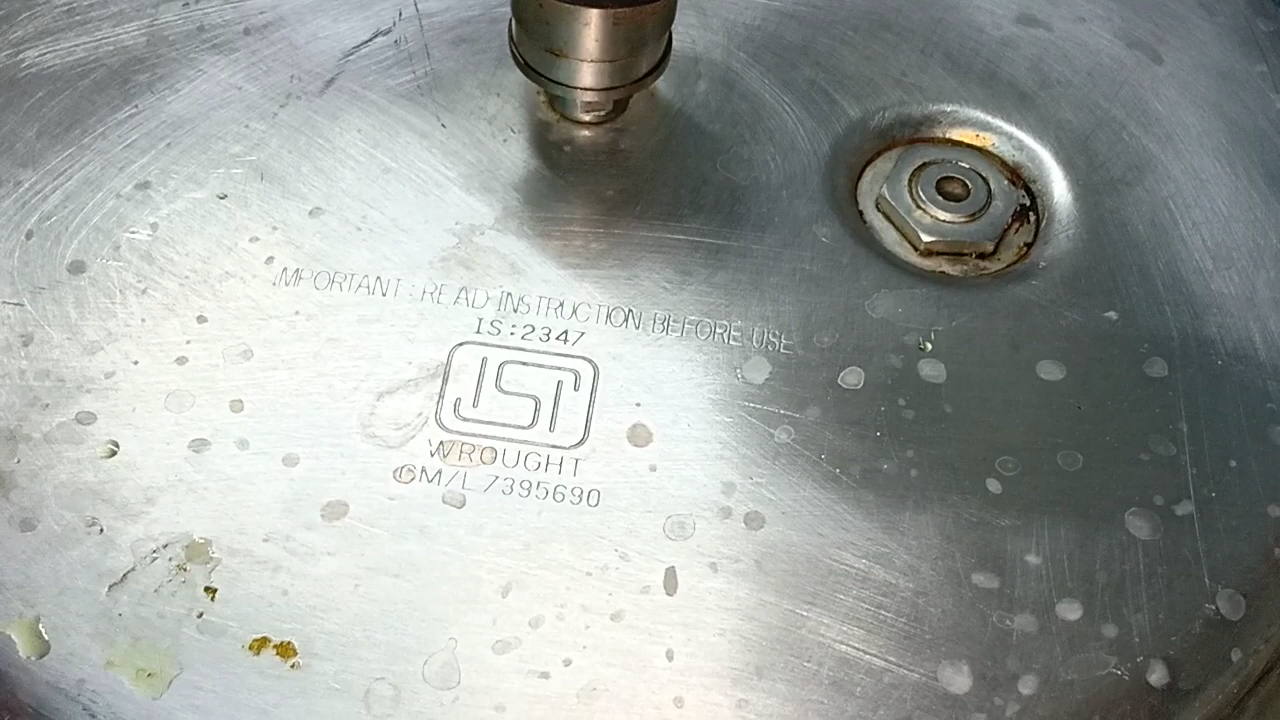 IMPORTANT : READ INSTRUCTION BEFORE USE
IS:2347
ISI
WROUGHT
CM/L 7395690